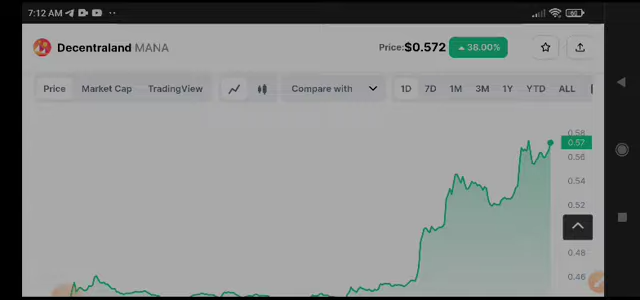 7:12 AM
Decentraland MANA
Price:$0.572 ▲ 38.00%
Price Market Cap TradingView Compare with 1D 7D 1M 3M 1Y YTD ALL
0.58
0.57
0.56
0.54
0.52
0.48
0.46